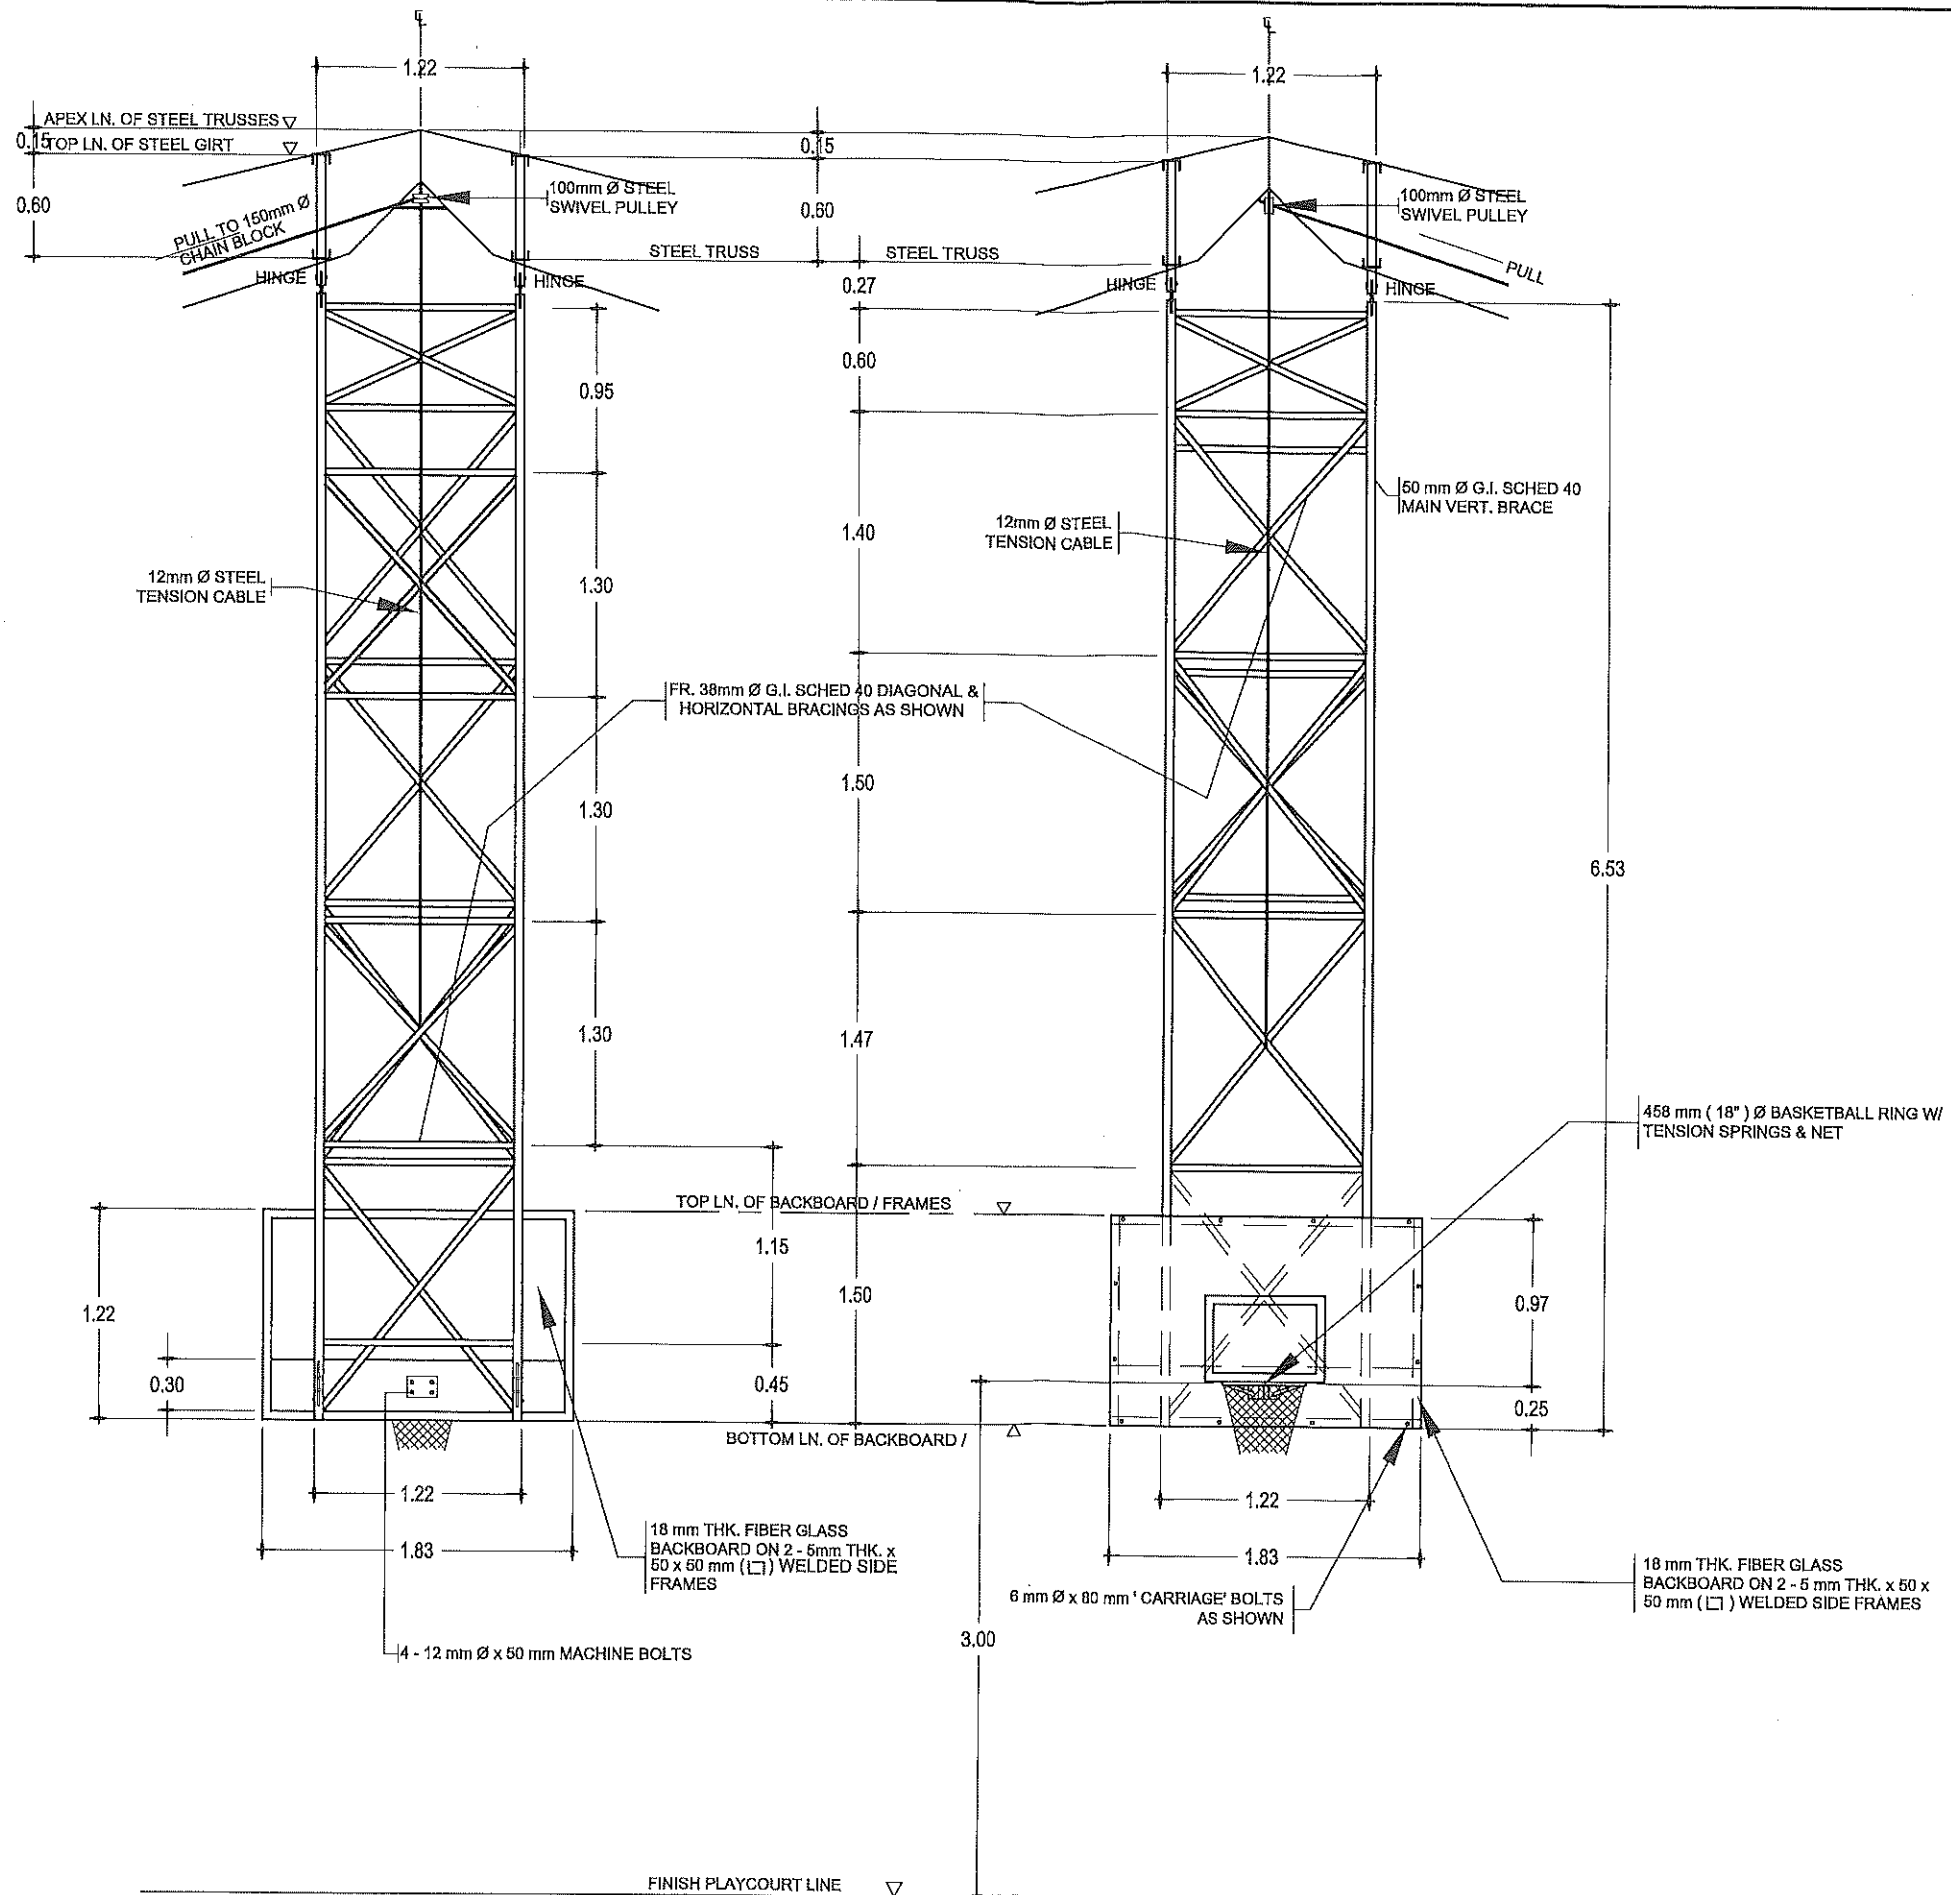 ℄
℄
1.22
1.22
APEX LN. OF STEEL TRUSSES
0.15
TOP LN. OF STEEL GIRT
0.15
0.60
0.60
100mm Ø STEEL
SWIVEL PULLEY
100mm Ø STEEL
SWIVEL PULLEY
PULL TO 150mm Ø
CHAIN BLOCK
STEEL TRUSS
STEEL TRUSS
PULL
HINGE
HINGE
0.27
HINGE
HINGE
0.60
0.95
50 mm Ø G.I. SCHED 40
MAIN VERT. BRACE
12mm Ø STEEL
TENSION CABLE
1.40
12mm Ø STEEL
TENSION CABLE
1.30
FR. 38mm Ø G.I. SCHED 40 DIAGONAL &
HORIZONTAL BRACINGS AS SHOWN
1.50
1.30
6.53
1.30
1.47
458 mm ( 18" ) Ø BASKETBALL RING W/
TENSION SPRINGS & NET
TOP LN. OF BACKBOARD / FRAMES
1.15
1.50
1.22
0.97
0.30
0.45
0.25
BOTTOM LN. OF BACKBOARD /
1.22
1.22
1.83
1.83
18 mm THK. FIBER GLASS
BACKBOARD ON 2 - 5mm THK. x
50 x 50 mm (⊏⊐) WELDED SIDE
FRAMES
18 mm THK. FIBER GLASS
BACKBOARD ON 2 - 5 mm THK. x 50 x
50 mm (⊏⊐) WELDED SIDE FRAMES
6 mm Ø x 80 mm ' CARRIAGE' BOLTS
AS SHOWN
3.00
4 - 12 mm Ø x 50 mm MACHINE BOLTS
FINISH PLAYCOURT LINE